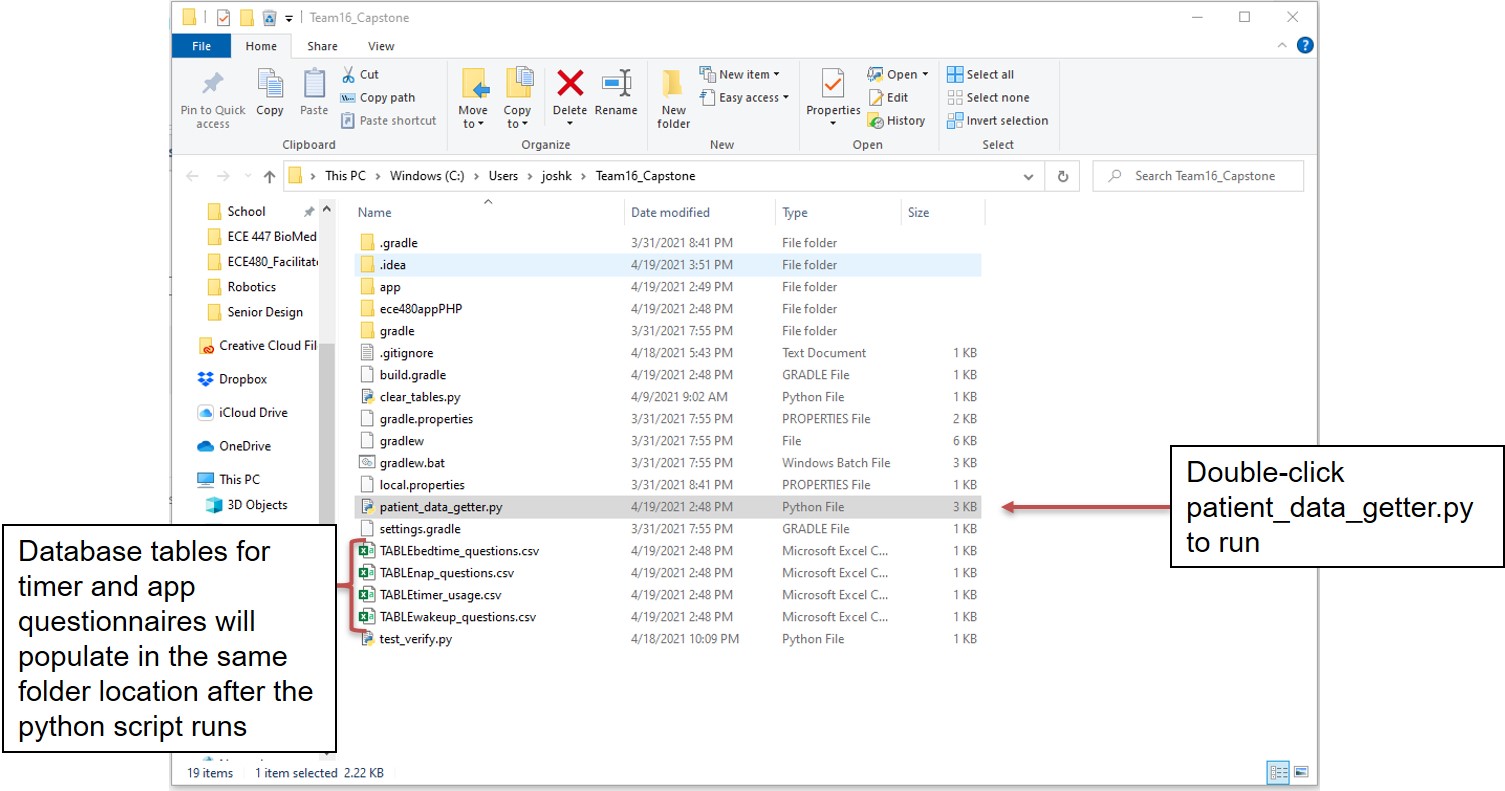 Team16_Capstone
File Home Share View
Pin to Quick access
Copy
Paste
Cut
Copy path
Paste shortcut
Clipboard
Move to
Copy to
Delete
Rename
Organize
New folder
New item
Easy access
New
Properties
Open
Edit
History
Open
Select all
Select none
Invert selection
Select
This PC > Windows (C:) > Users > joshk > Team16_Capstone
Search Team16_Capstone
School
ECE 447 BioMed
ECE480_Facilitat
Robotics
Senior Design
Creative Cloud Fil
Dropbox
iCloud Drive
OneDrive
This PC
3D Objects
Name Date modified Type Size
.gradle 3/31/2021 8:41 PM File folder
.idea 4/19/2021 3:51 PM File folder
app 4/19/2021 2:49 PM File folder
ece480appPHP 4/19/2021 2:48 PM File folder
gradle 3/31/2021 7:55 PM File folder
.gitignore 4/18/2021 5:43 PM Text Document 1 KB
build.gradle 4/19/2021 2:48 PM GRADLE File 1 KB
clear_tables.py 4/9/2021 9:02 AM Python File 1 KB
gradle.properties 3/31/2021 7:55 PM PROPERTIES File 2 KB
gradlew 3/31/2021 7:55 PM File 6 KB
gradlew.bat 3/31/2021 7:55 PM Windows Batch File 3 KB
local.properties 3/31/2021 8:41 PM PROPERTIES File 1 KB
patient_data_getter.py 4/19/2021 2:48 PM Python File 3 KB
settings.gradle 3/31/2021 7:55 PM GRADLE File 1 KB
TABLEbedtime_questions.csv 4/19/2021 2:48 PM Microsoft Excel C... 1 KB
TABLEnap_questions.csv 4/19/2021 2:48 PM Microsoft Excel C... 1 KB
TABLEtimer_usage.csv 4/19/2021 2:48 PM Microsoft Excel C... 1 KB
TABLEwakeup_questions.csv 4/19/2021 2:48 PM Microsoft Excel C... 1 KB
test_verify.py 4/18/2021 10:09 PM Python File 1 KB
Double-click
patient_data_getter.py
to run
Database tables for
timer and app
questionnaires will
populate in the same
folder location after the
python script runs
19 items 1 item selected 2.22 KB